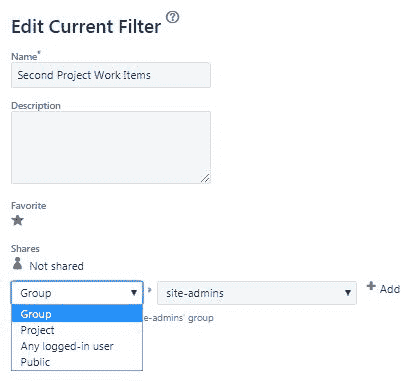 Edit Current Filter ?
Name*
Second Project Work Items
Description
Favorite
Shares
Not shared
Group site-admins + Add
Group
Project
Any logged-in user
Public
e-admins' group